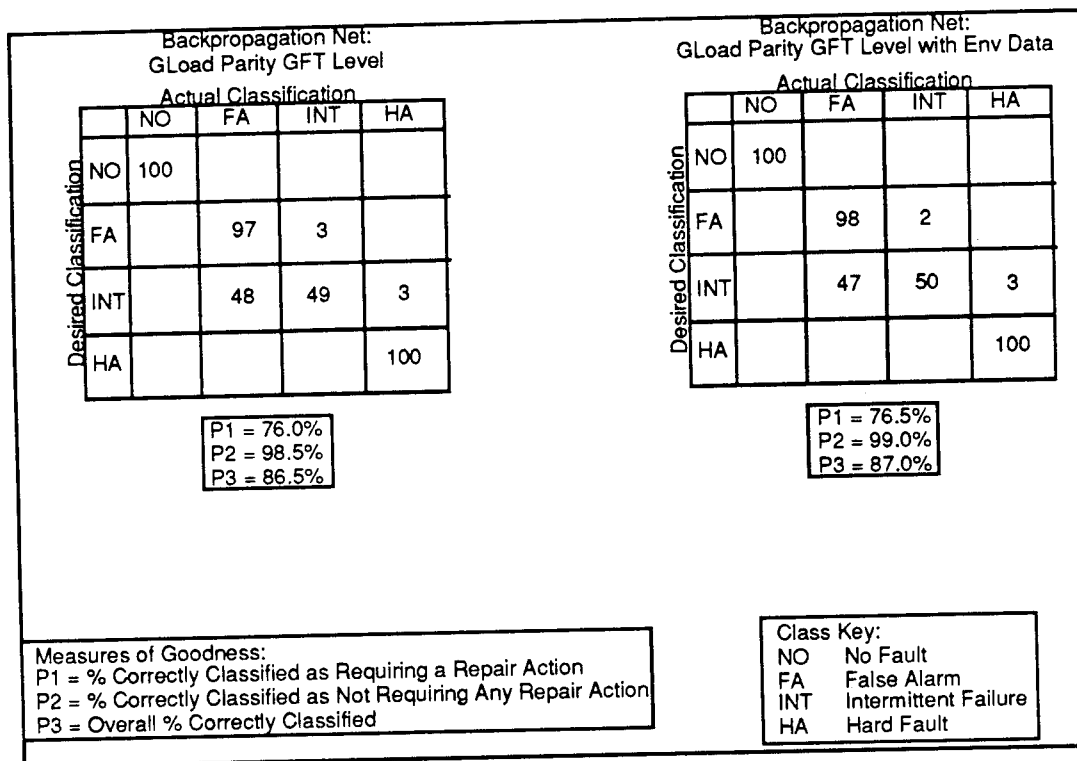 Backpropagation Net:
GLoad Parity GFT Level
Actual Classification
NO FA INT HA
Desired Classification
NO 100
FA 97 3
INT 48 49 3
HA 100
P1 = 76.0%
P2 = 98.5%
P3 = 86.5%
Backpropagation Net:
GLoad Parity GFT Level with Env Data
Actual Classification
NO FA INT HA
Desired Classification
NO 100
FA 98 2
INT 47 50 3
HA 100
P1 = 76.5%
P2 = 99.0%
P3 = 87.0%
Measures of Goodness:
P1 = % Correctly Classified as Requiring a Repair Action
P2 = % Correctly Classified as Not Requiring Any Repair Action
P3 = Overall % Correctly Classified
Class Key:
NO No Fault
FA False Alarm
INT Intermittent Failure
HA Hard Fault